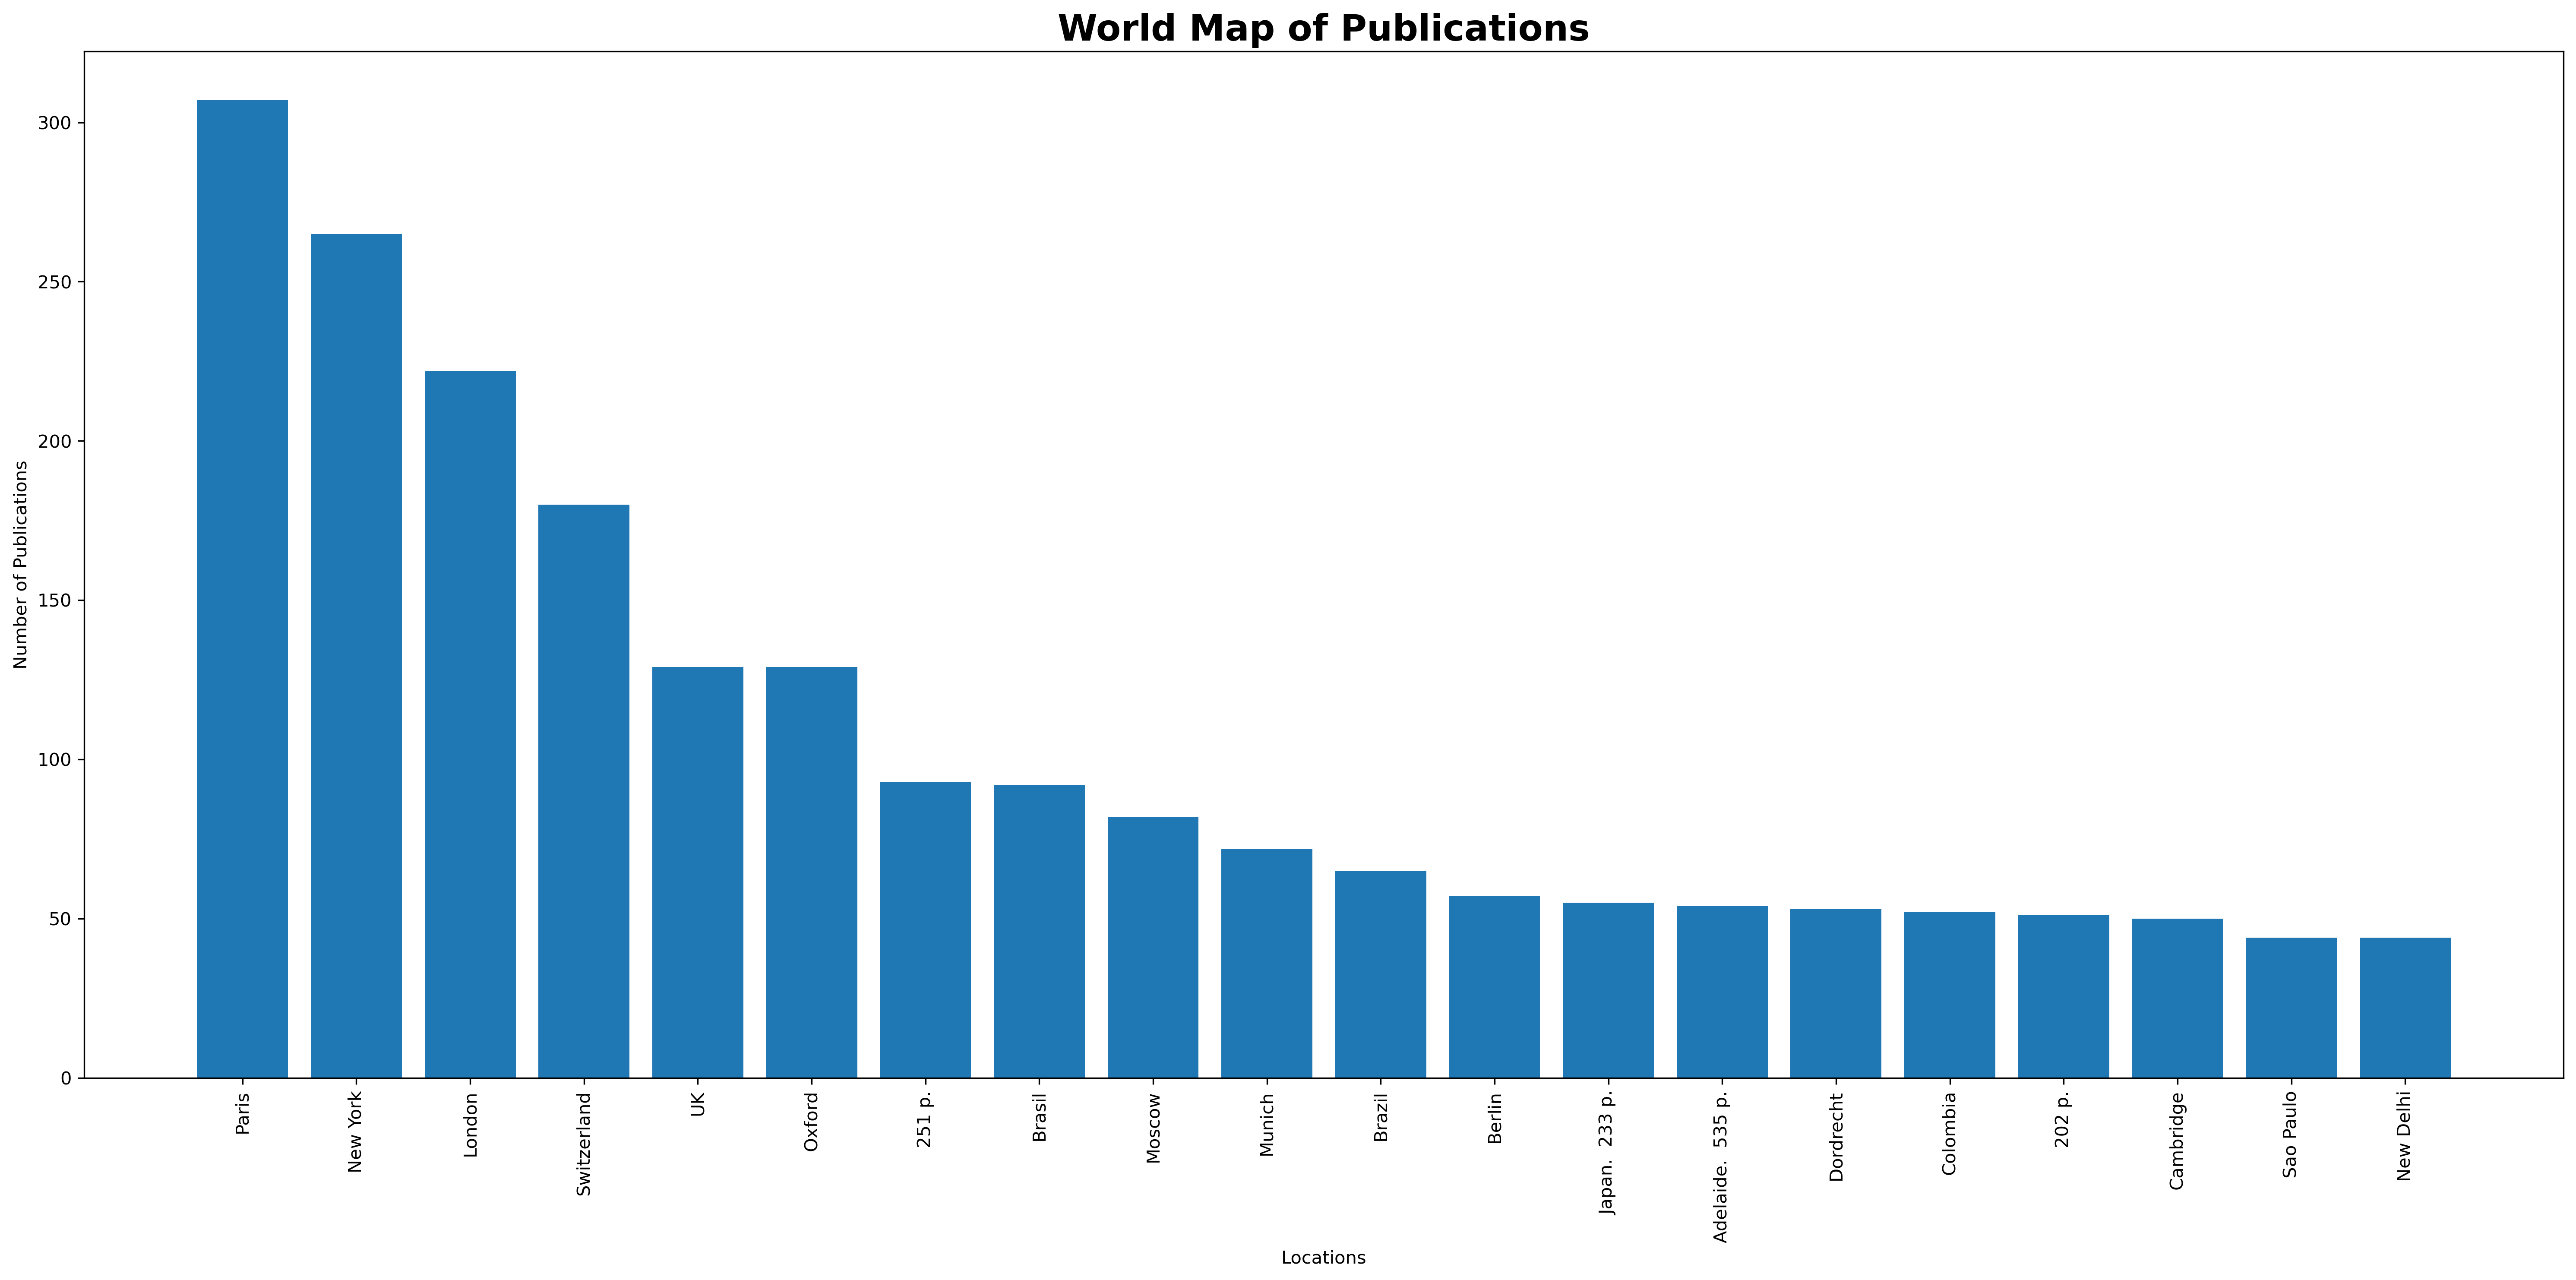 World Map of Publications
Number of Publications
300
250
200
150
100
50
0
Paris
New York
London
Switzerland
UK
Oxford
251 p.
Brasil
Moscow
Munich
Brazil
Berlin
Japan.  233 p.
Adelaide.  535 p.
Dordrecht
Colombia
202 p.
Cambridge
Sao Paulo
New Delhi
Locations